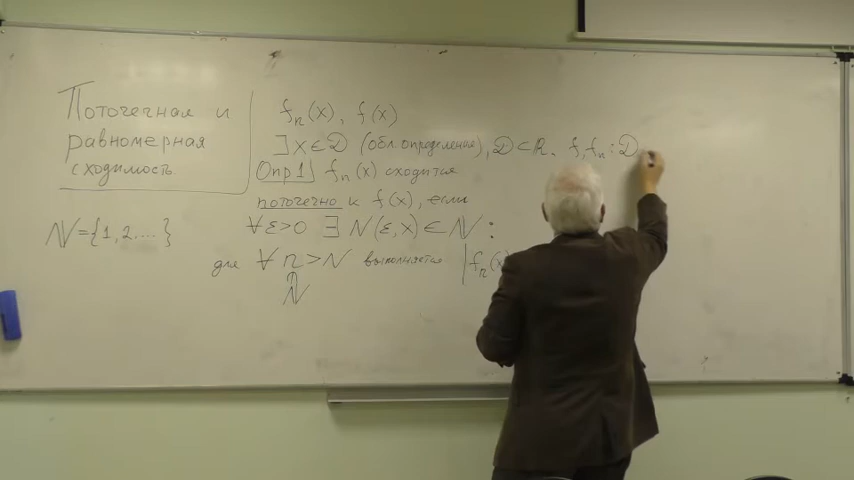 Поточечная и
равномерная
сходимость
ℕ={1,2....}
fₙ(x), f(x)
∃x∈𝒟 (обл. определения), 𝒟⊂ℝ. f, fₙ: 𝒟
Опр 1] fₙ(x) сходится
поточечно к f(x), если
∀ε>0 ∃ N(ε,x)∈ℕ:
для ∀ n>N выполняется |fₙ(x
ℕ